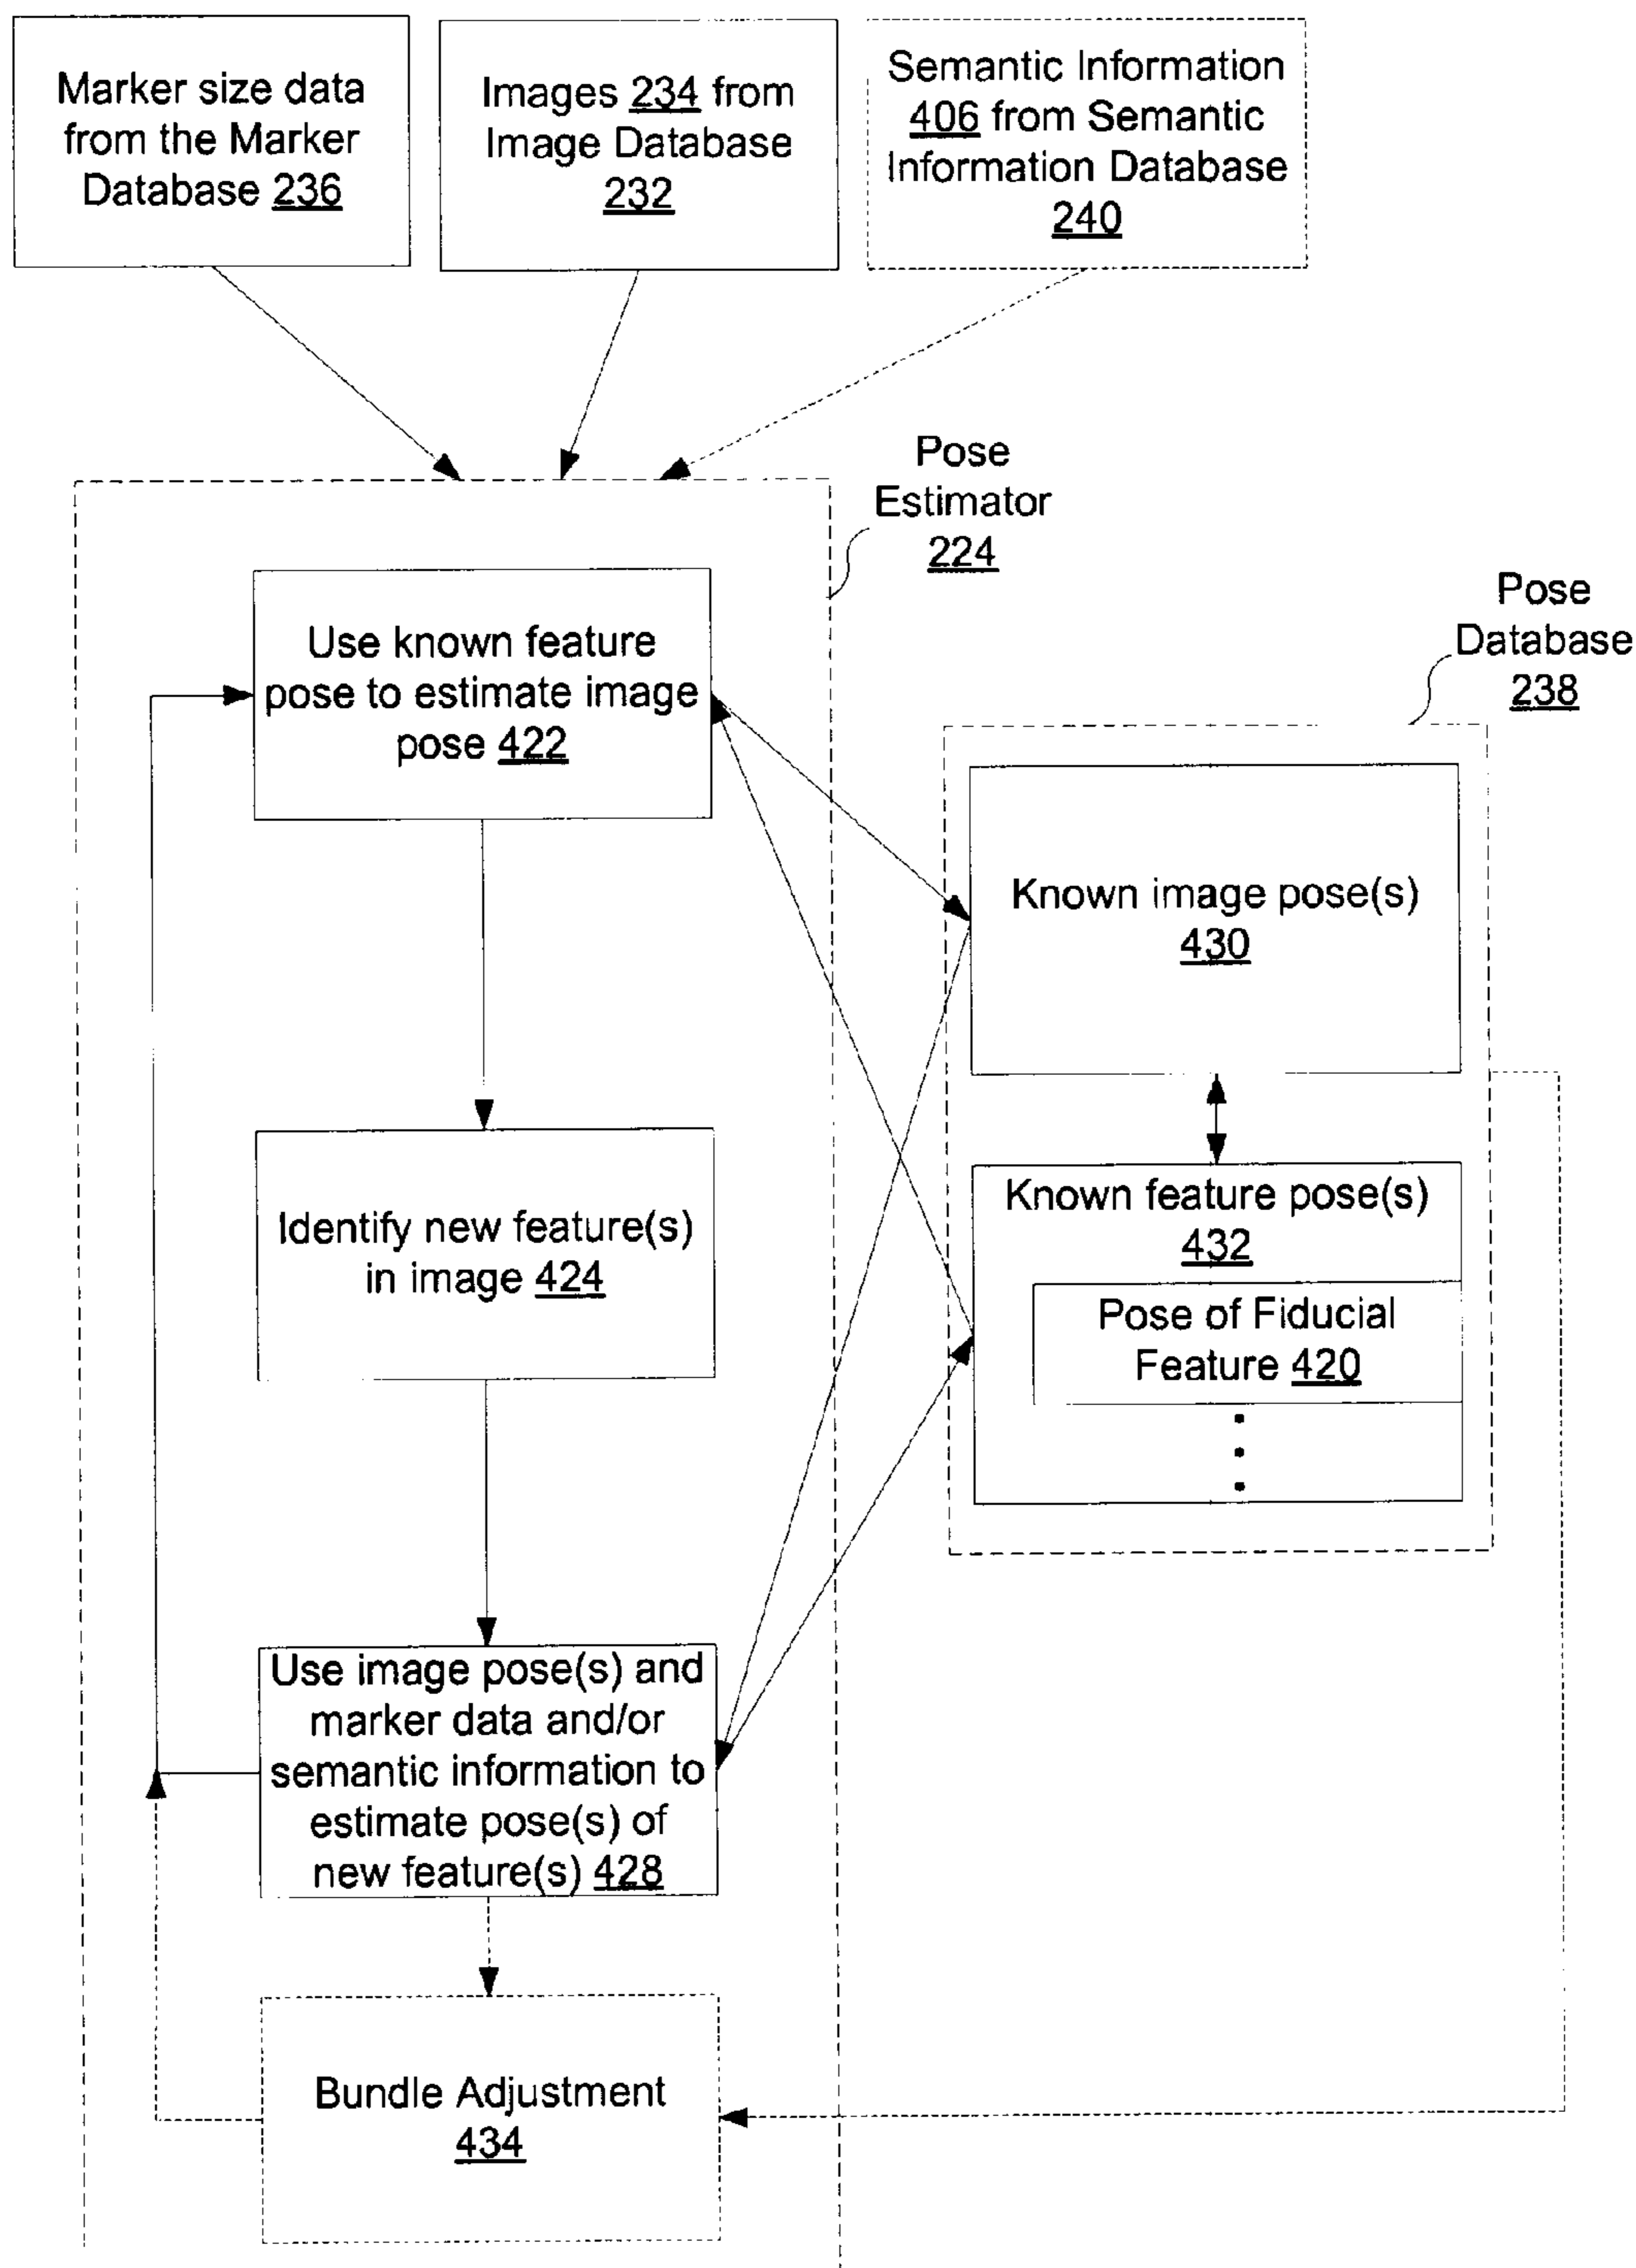 Marker size data
from the Marker
Database 236
Images 234 from
Image Database
232
Semantic Information
406 from Semantic
Information Database
240
Pose
Estimator
224
Pose
Database
238
Use known feature
pose to estimate image
pose 422
Known image pose(s)
430
Identify new feature(s)
in image 424
Known feature pose(s)
432
Pose of Fiducial
Feature 420
Use image pose(s) and
marker data and/or
semantic information to
estimate pose(s) of
new feature(s) 428
Bundle Adjustment
434